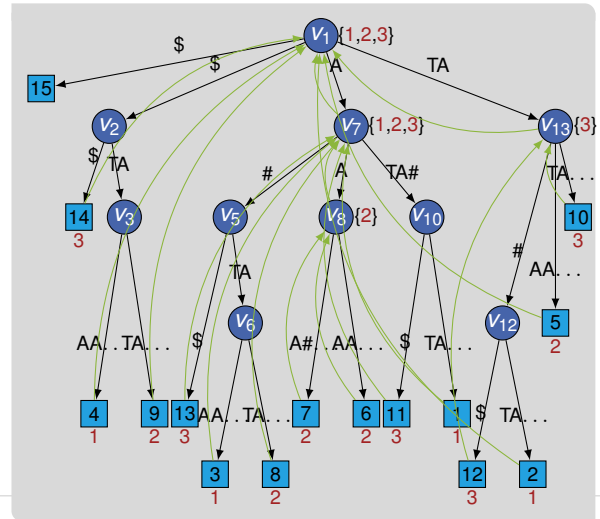 v1 {1,2,3}
$ $ A TA
15
v2 v7 {1,2,3} v13 {3}
$ TA # A TA# TA...
14 v3 v5 v8 {2} v10 10
3 3
# AA...
TA
v6 v12 5
2
AA... TA... $ A#... AA... $ TA...
4 9 13 7 6 11 1 $ TA...
1 2 3 AA... TA... 2 2 3 1
3 8 12 2
1 2 3 1